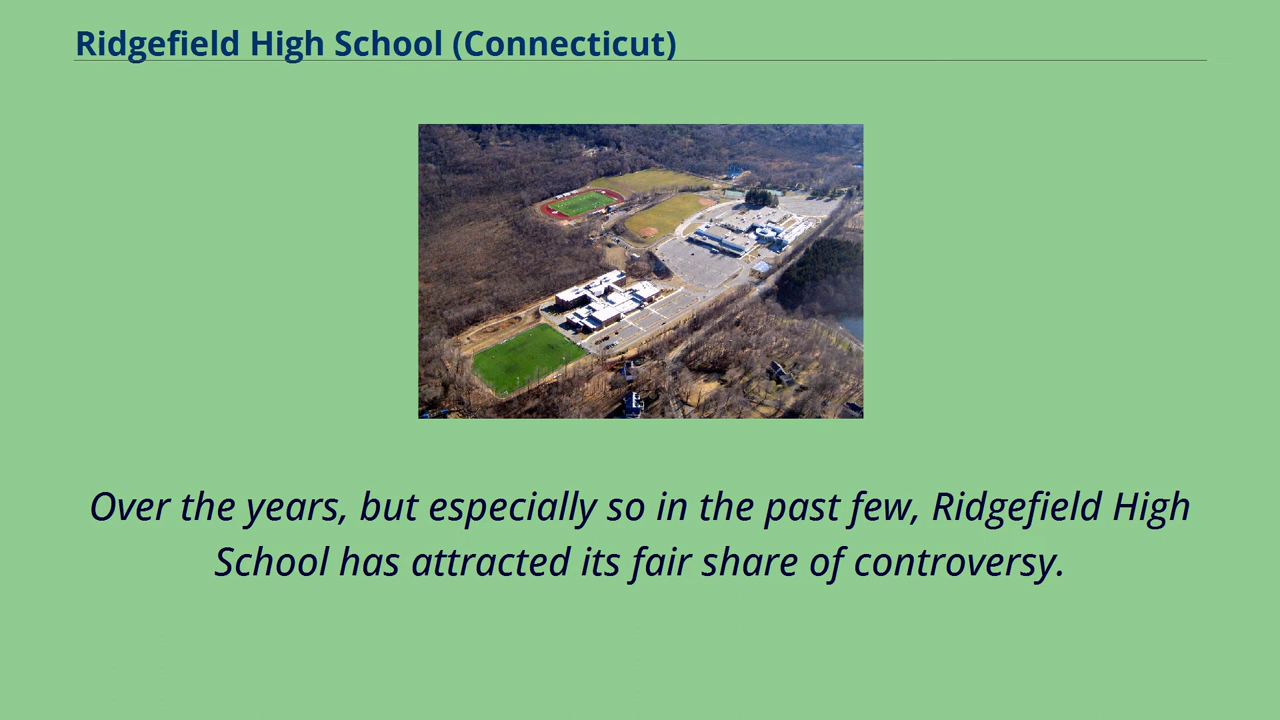 Ridgefield High School (Connecticut)
Over the years, but especially so in the past few, Ridgefield High
School has attracted its fair share of controversy.